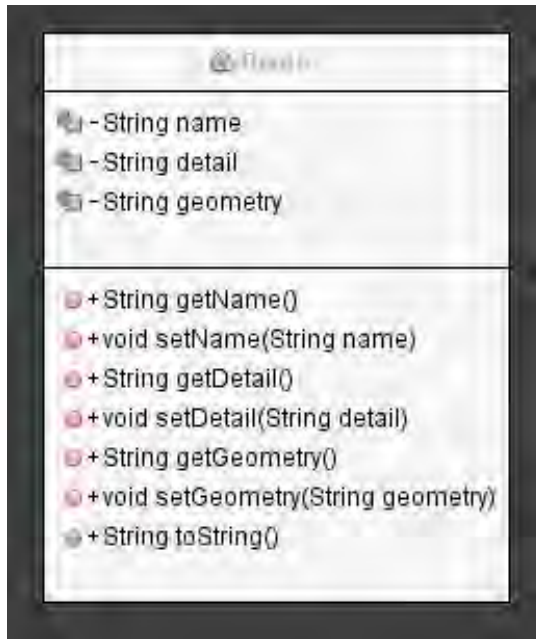 - String name
- String detail
- String geometry
+ String getName()
+ void setName(String name)
+ String getDetail()
+ void setDetail(String detail)
+ String getGeometry()
+ void setGeometry(String geometry)
+ String toString()